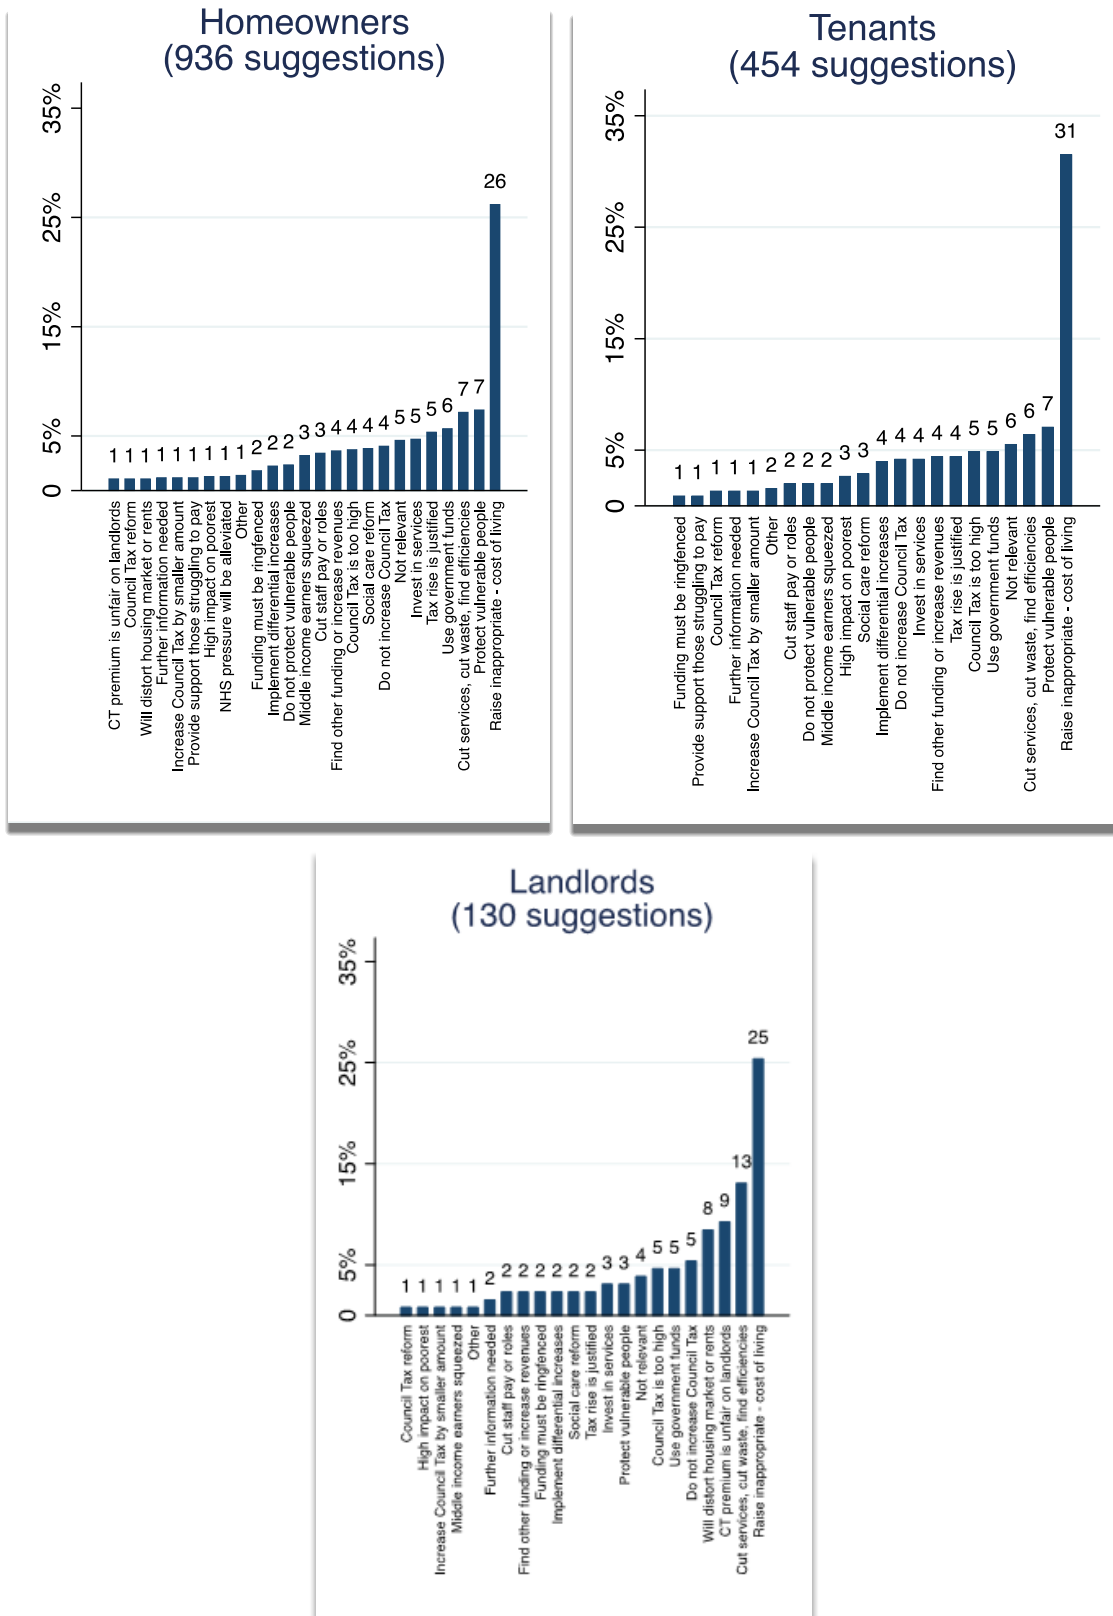 Homeowners
(936 suggestions)
35%
25%
15%
5%
0
1 1 1 1 1 1 1 1 1 2 2 2 3 3 4 4 4 4 5 5 5 6 7 7 26
CT premium is unfair on landlords
Council Tax reform
Will distort housing market or rents
Further information needed
Increase Council Tax by smaller amount
Provide support those struggling to pay
High impact on poorest
NHS pressure will be alleviated
Other
Funding must be ringfenced
Implement differential increases
Do not protect vulnerable people
Middle income earners squeezed
Cut staff pay or roles
Find other funding or increase revenues
Council Tax is too high
Social care reform
Do not increase Council Tax
Not relevant
Invest in services
Tax rise is justified
Use government funds
Cut services, cut waste, find efficiencies
Protect vulnerable people
Raise inappropriate - cost of living
Tenants
(454 suggestions)
35%
25%
15%
5%
0
1 1 1 1 1 2 2 2 2 3 3 4 4 4 4 4 5 5 6 6 7 31
Funding must be ringfenced
Provide support those struggling to pay
Council Tax reform
Further information needed
Increase Council Tax by smaller amount
Other
Cut staff pay or roles
Do not protect vulnerable people
Middle income earners squeezed
High impact on poorest
Social care reform
Implement differential increases
Do not increase Council Tax
Invest in services
Find other funding or increase revenues
Tax rise is justified
Council Tax is too high
Use government funds
Not relevant
Cut services, cut waste, find efficiencies
Protect vulnerable people
Raise inappropriate - cost of living
Landlords
(130 suggestions)
35%
25%
15%
5%
0
1 1 1 1 1 2 2 2 2 2 2 2 3 3 4 5 5 5 8 9 13 25
Council Tax reform
High impact on poorest
Increase Council Tax by smaller amount
Middle income earners squeezed
Other
Further information needed
Cut staff pay or roles
Find other funding or increase revenues
Funding must be ringfenced
Implement differential increases
Social care reform
Tax rise is justified
Invest in services
Protect vulnerable people
Not relevant
Council Tax is too high
Use government funds
Do not increase Council Tax
Will distort housing market or rents
CT premium is unfair on landlords
Cut services, cut waste, find efficiencies
Raise inappropriate - cost of living